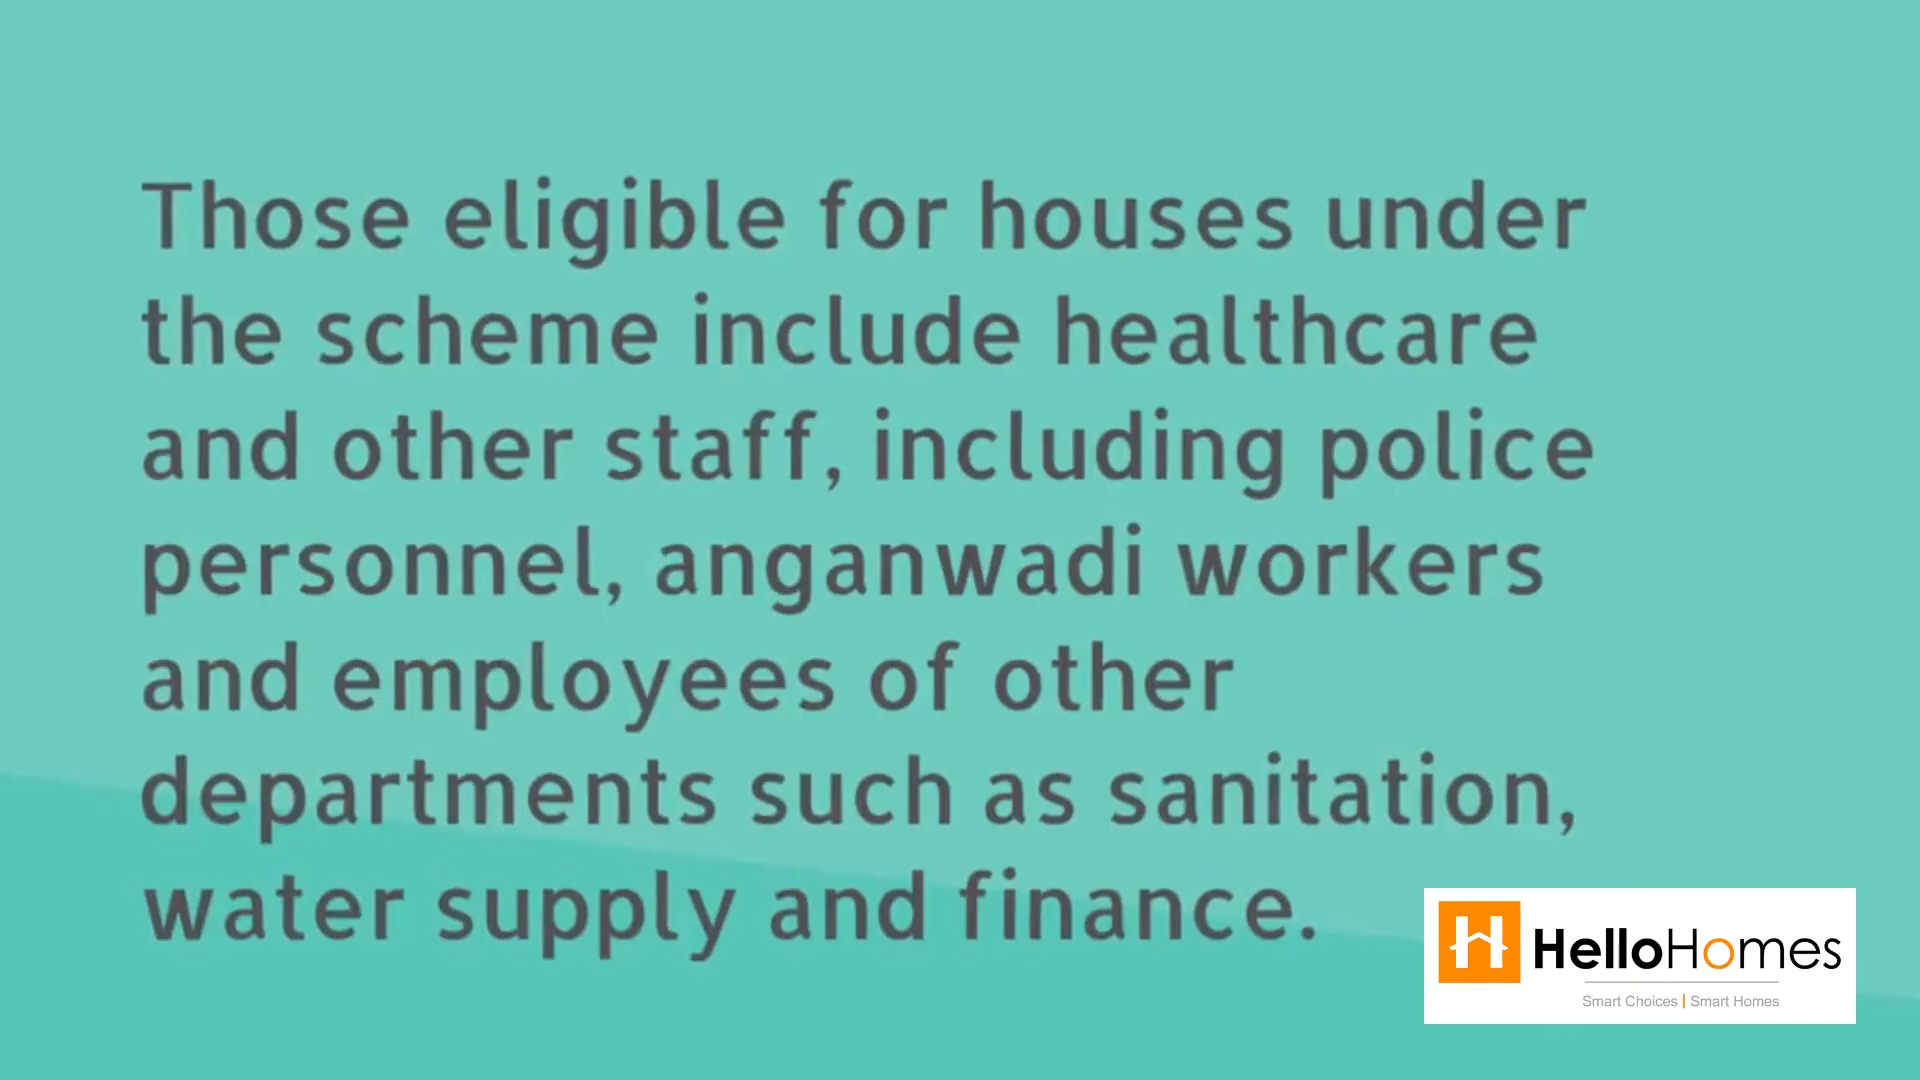 Those eligible for houses under
the scheme include healthcare
and other staff, including police
personnel, anganwadi workers
and employees of other
departments such as sanitation,
water supply and finance.
HelloHomes
Smart Choices | Smart Homes